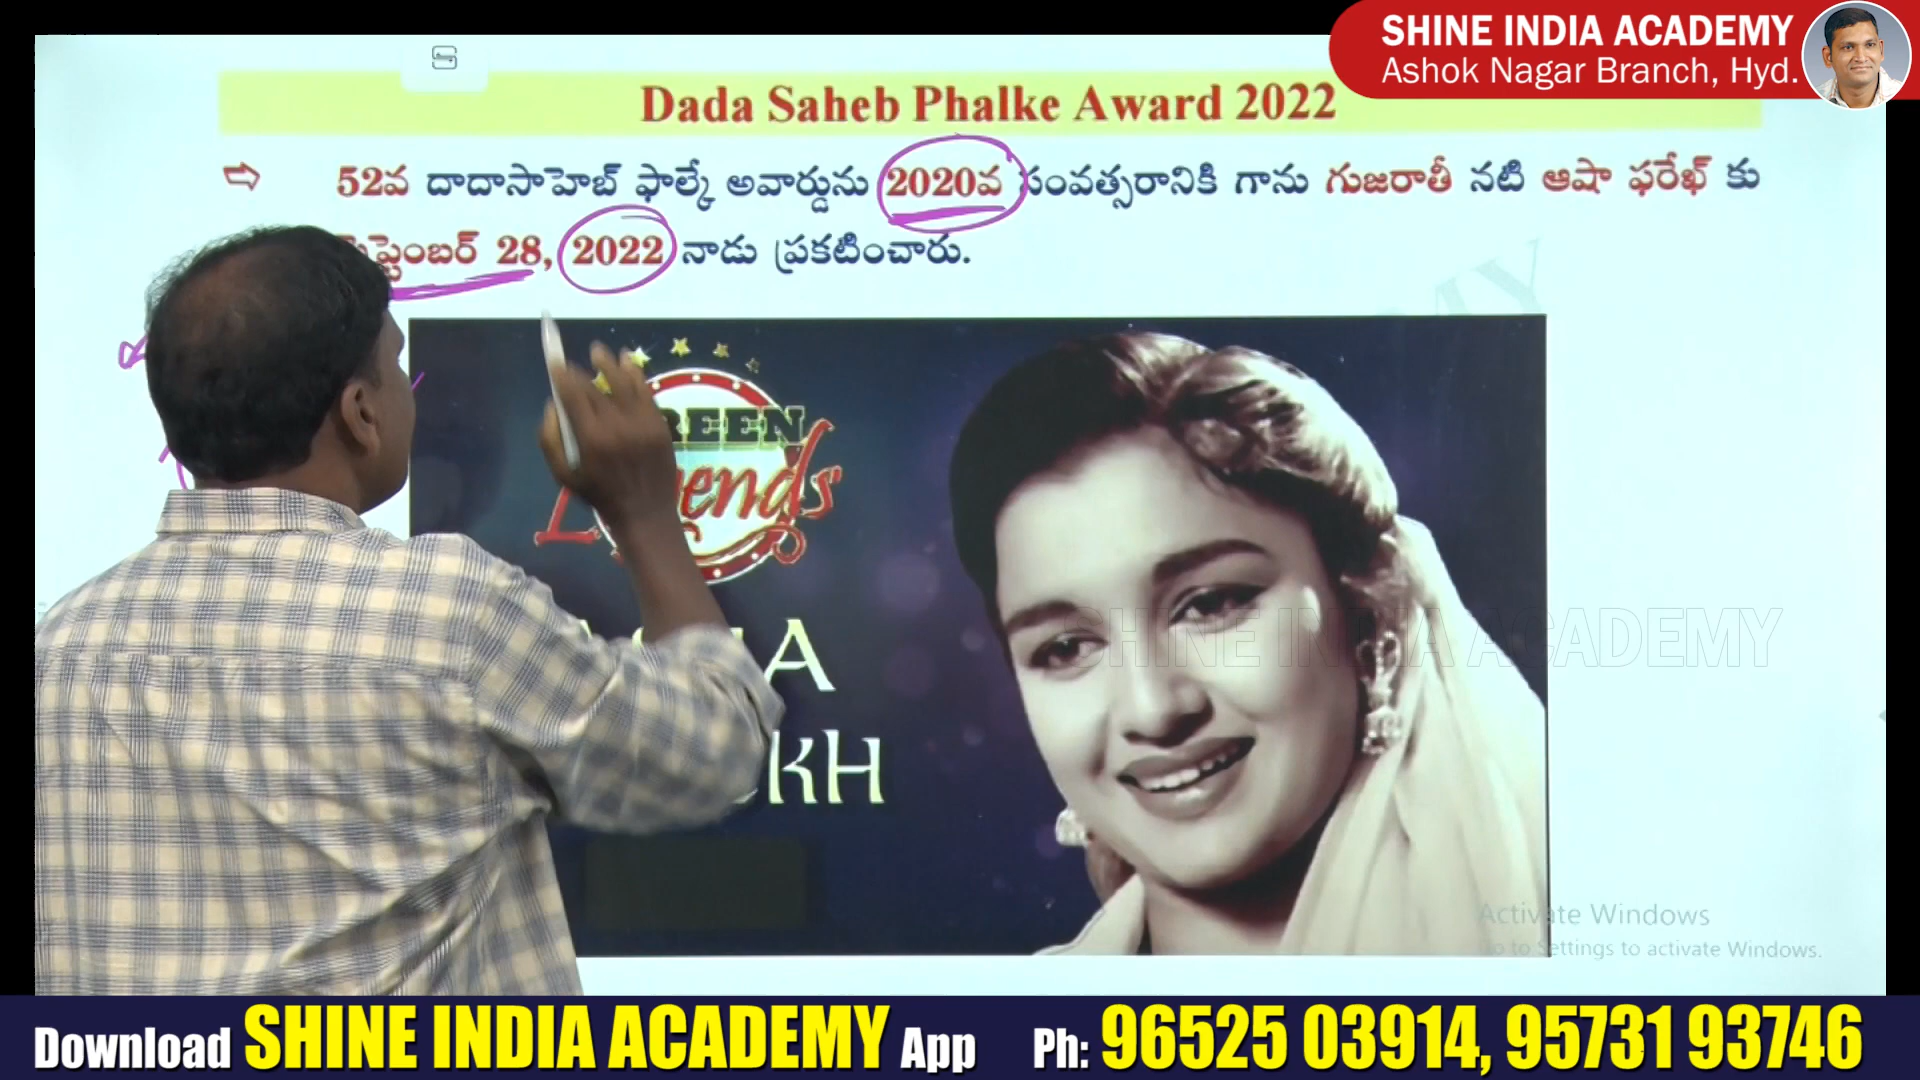 SHINE INDIA ACADEMY
Ashok Nagar Branch, Hyd.
Dada Saheb Phalke Award 2022
⇨ 52వ దాదాసాహెబ్ ఫాల్కే అవార్డును 2020వ సంవత్సరానికి గాను గుజరాతీ నటి ఆషా ఫరేఖ్ కు
28, 2022 నాడు ప్రకటించారు.
SHINE INDIA ACADEMY
Activate Windows
Go to Settings to activate Windows.
Download SHINE INDIA ACADEMY App Ph: 96525 03914, 95731 93746